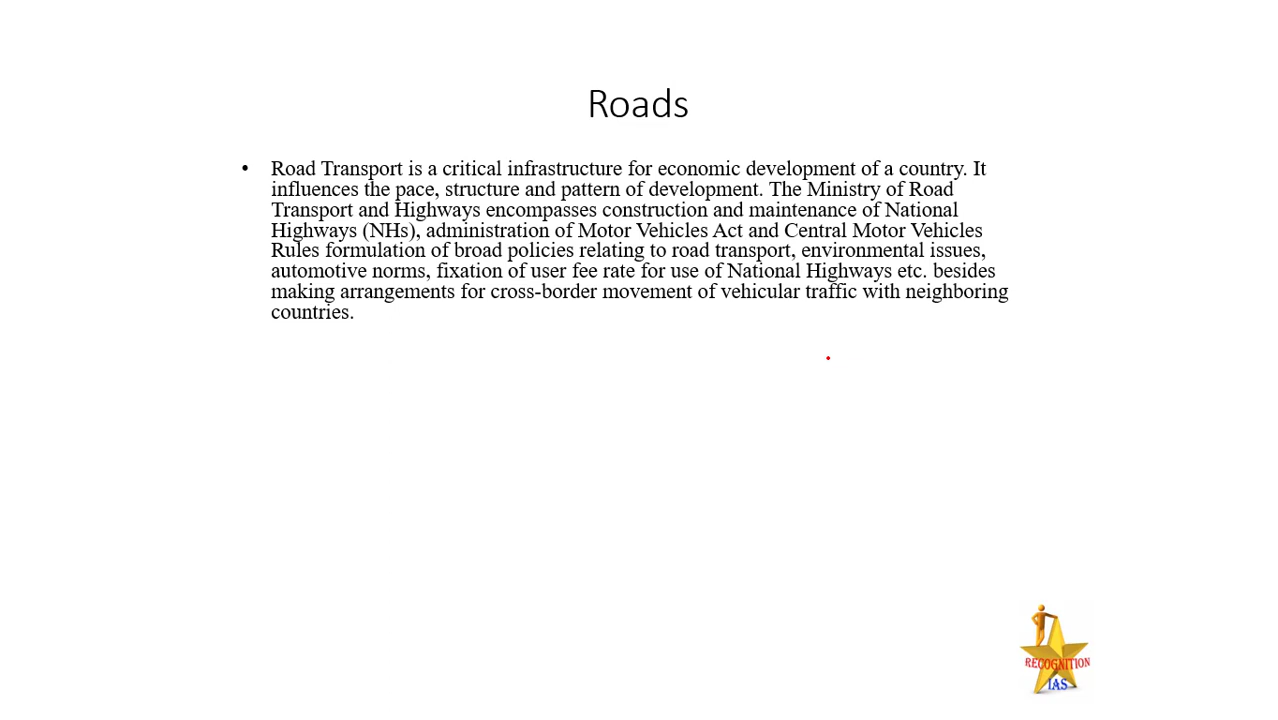 Roads
• Road Transport is a critical infrastructure for economic development of a country. It
influences the pace, structure and pattern of development. The Ministry of Road
Transport and Highways encompasses construction and maintenance of National
Highways (NHs), administration of Motor Vehicles Act and Central Motor Vehicles
Rules formulation of broad policies relating to road transport, environmental issues,
automotive norms, fixation of user fee rate for use of National Highways etc. besides
making arrangements for cross-border movement of vehicular traffic with neighboring
countries.
RECOGNITION
IAS